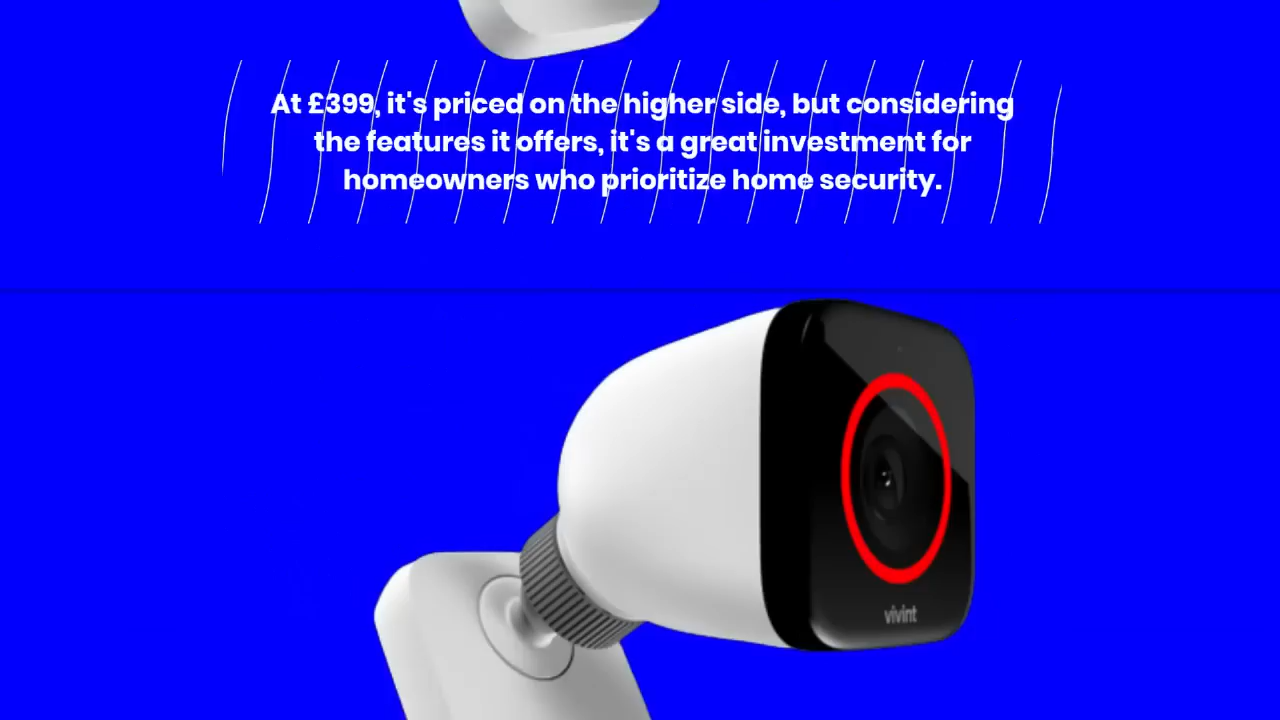 At £399, it's priced on the higher side, but considering
the features it offers, it's a great investment for
homeowners who prioritize home security.
vivint